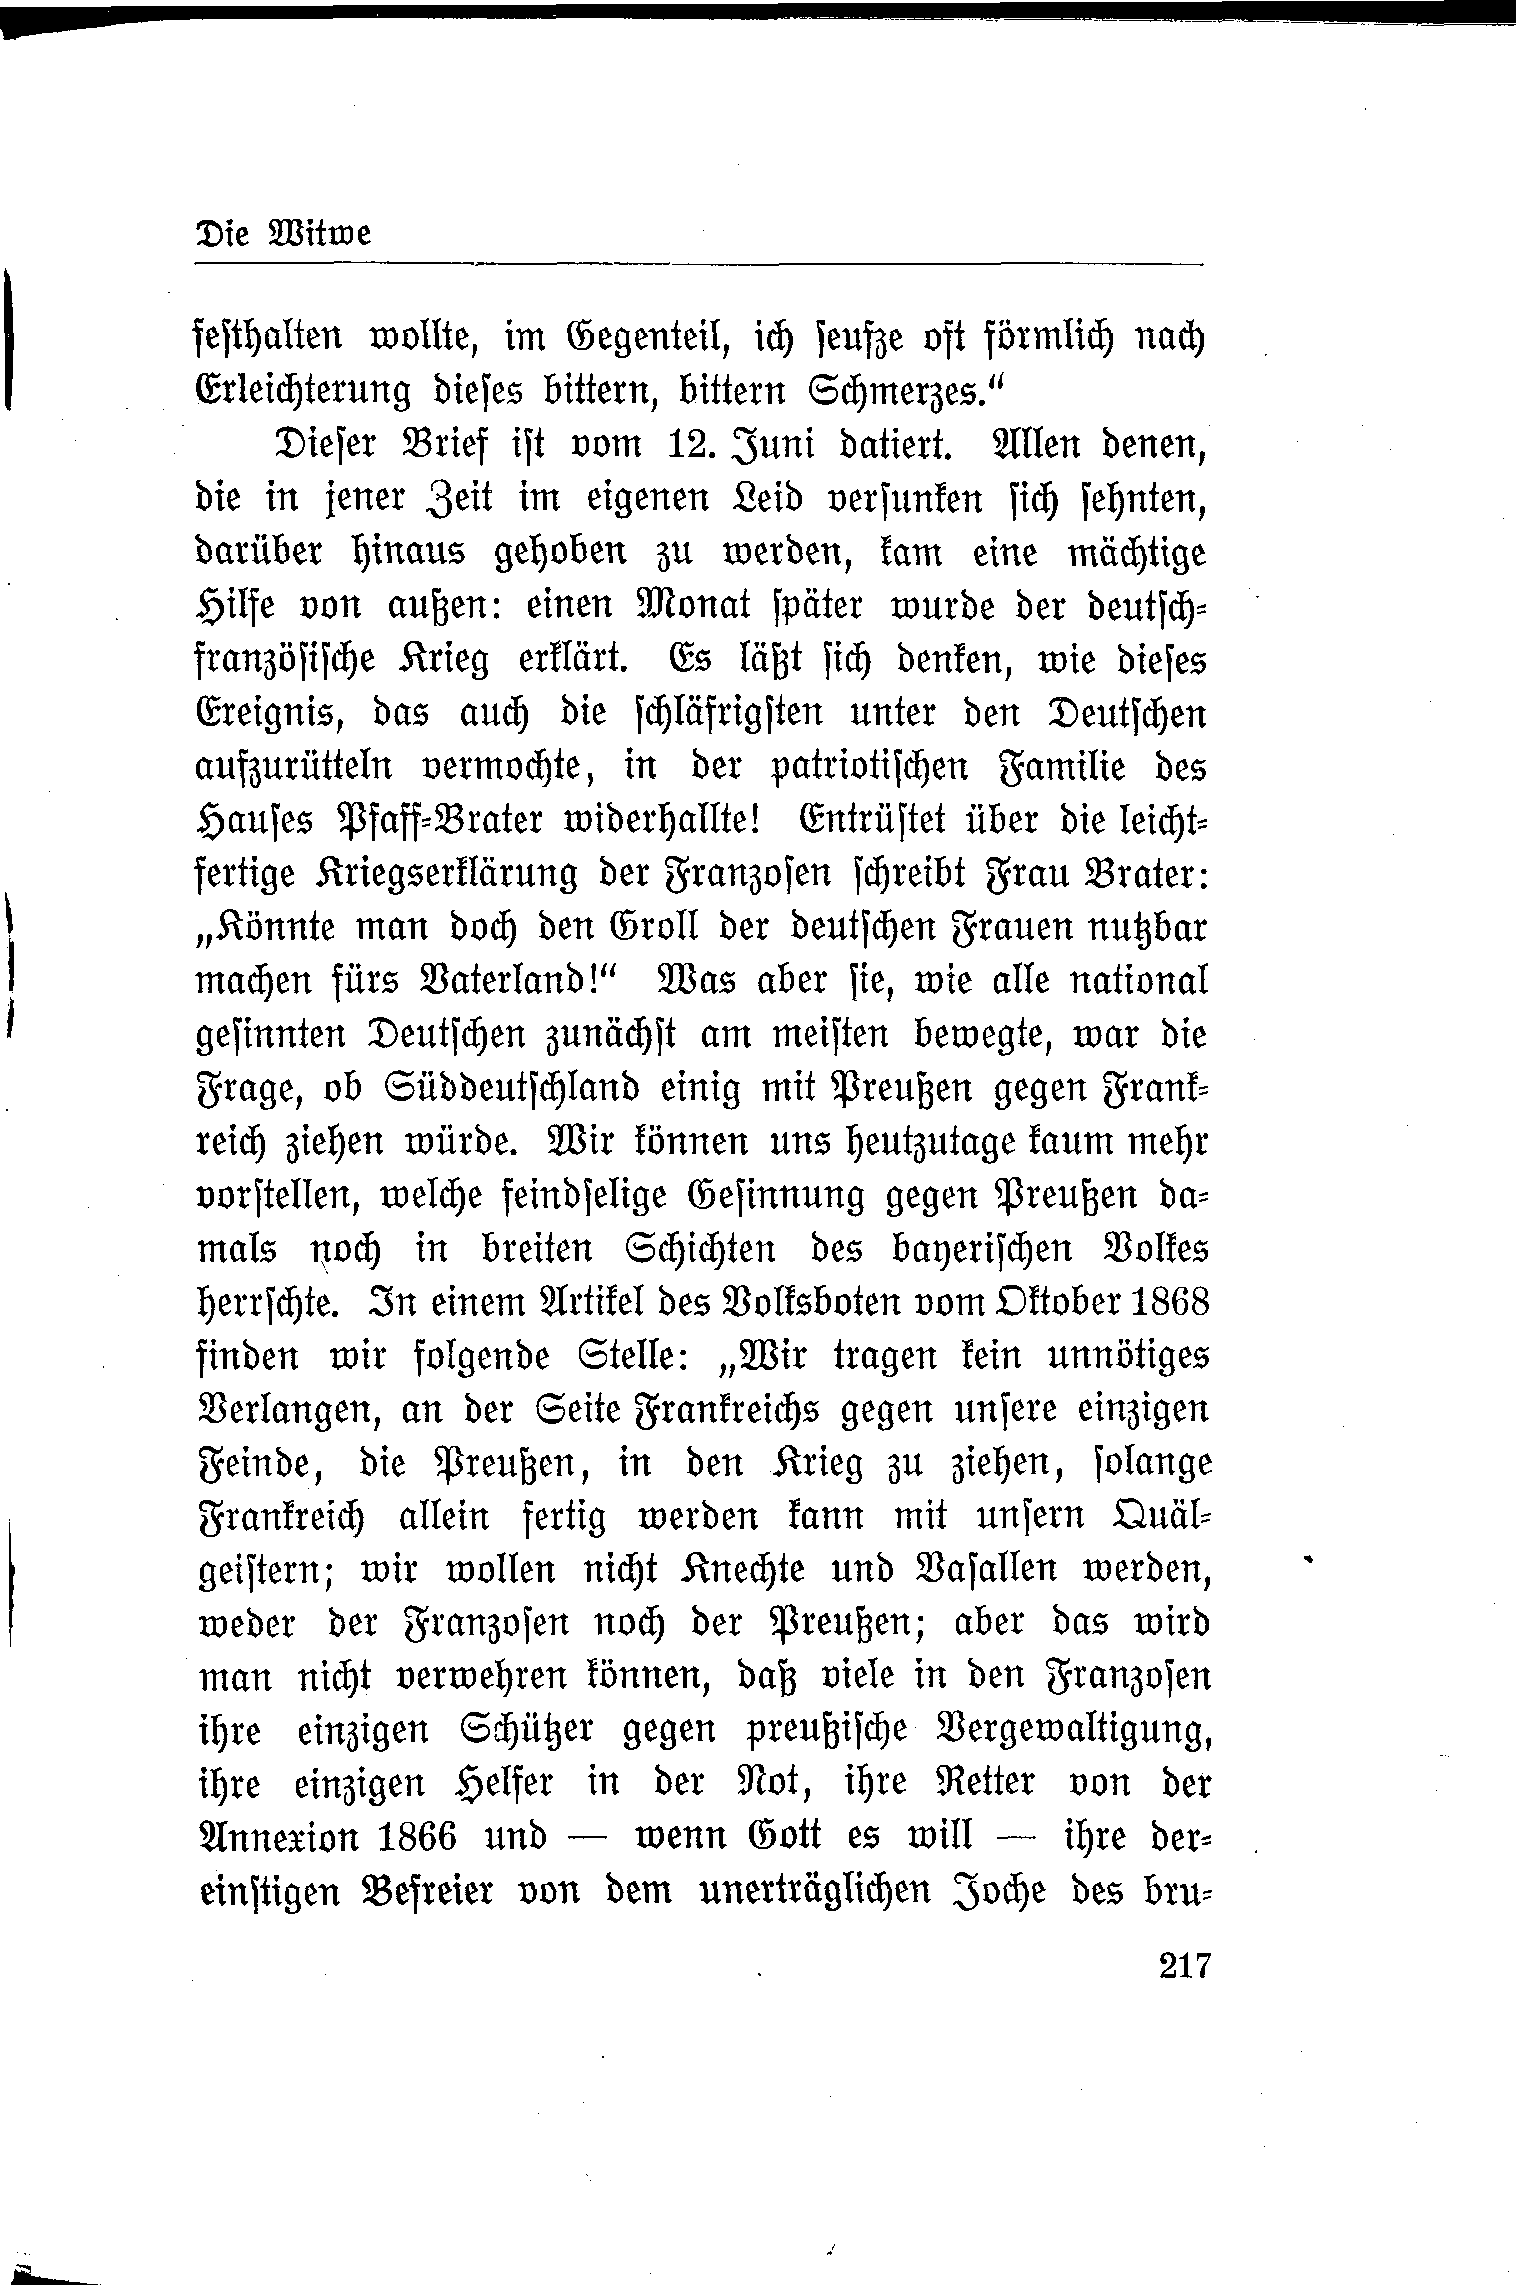 Die Witwe
festhalten wollte, im Gegenteil, ich seufze oft förmlich nach
Erleichterung dieses bittern, bittern Schmerzes.“
Dieser Brief ist vom 12. Juni datiert. Allen denen,
die in jener Zeit im eigenen Leid versunken sich sehnten,
darüber hinaus gehoben zu werden, kam eine mächtige
Hilfe von außen: einen Monat später wurde der deutsch-
französische Krieg erklärt. Es läßt sich denken, wie dieses
Ereignis, das auch die schläfrigsten unter den Deutschen
aufzurütteln vermochte, in der patriotischen Familie des
Hauses Pfaff-Brater widerhallte! Entrüstet über die leicht-
fertige Kriegserklärung der Franzosen schreibt Frau Brater:
„Könnte man doch den Groll der deutschen Frauen nutzbar
machen fürs Vaterland!“ Was aber sie, wie alle national
gesinnten Deutschen zunächst am meisten bewegte, war die
Frage, ob Süddeutschland einig mit Preußen gegen Frank-
reich ziehen würde. Wir können uns heutzutage kaum mehr
vorstellen, welche feindselige Gesinnung gegen Preußen da-
mals noch in breiten Schichten des bayerischen Volkes
herrschte. In einem Artikel des Volksboten vom Oktober 1868
finden wir folgende Stelle: „Wir tragen kein unnötiges
Verlangen, an der Seite Frankreichs gegen unsere einzigen
Feinde, die Preußen, in den Krieg zu ziehen, solange
Frankreich allein fertig werden kann mit unsern Quäl-
geistern; wir wollen nicht Knechte und Vasallen werden,
weder der Franzosen noch der Preußen; aber das wird
man nicht verwehren können, daß viele in den Franzosen
ihre einzigen Schützer gegen preußische Vergewaltigung,
ihre einzigen Helfer in der Not, ihre Retter von der
Annexion 1866 und — wenn Gott es will — ihre der-
einstigen Befreier von dem unerträglichen Joche des bru-
217